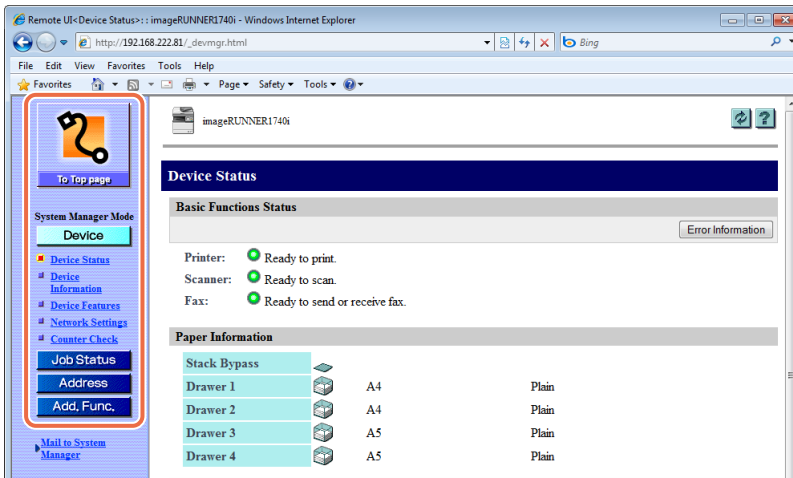 Remote UI<Device Status>: : imageRUNNER1740i - Windows Internet Explorer
http://192.168.222.81/_devmgr.html
Bing
File Edit View Favorites Tools Help
Favorites Page Safety Tools
To Top page
System Manager Mode
Device
Device Status
Device
Information
Device Features
Network Settings
Counter Check
Job Status
Address
Add. Func.
Mail to System
Manager
imageRUNNER1740i
Device Status
Basic Functions Status
Error Information
Printer: Ready to print.
Scanner: Ready to scan.
Fax: Ready to send or receive fax.
Paper Information
Stack Bypass
Drawer 1 A4 Plain
Drawer 2 A4 Plain
Drawer 3 A5 Plain
Drawer 4 A5 Plain